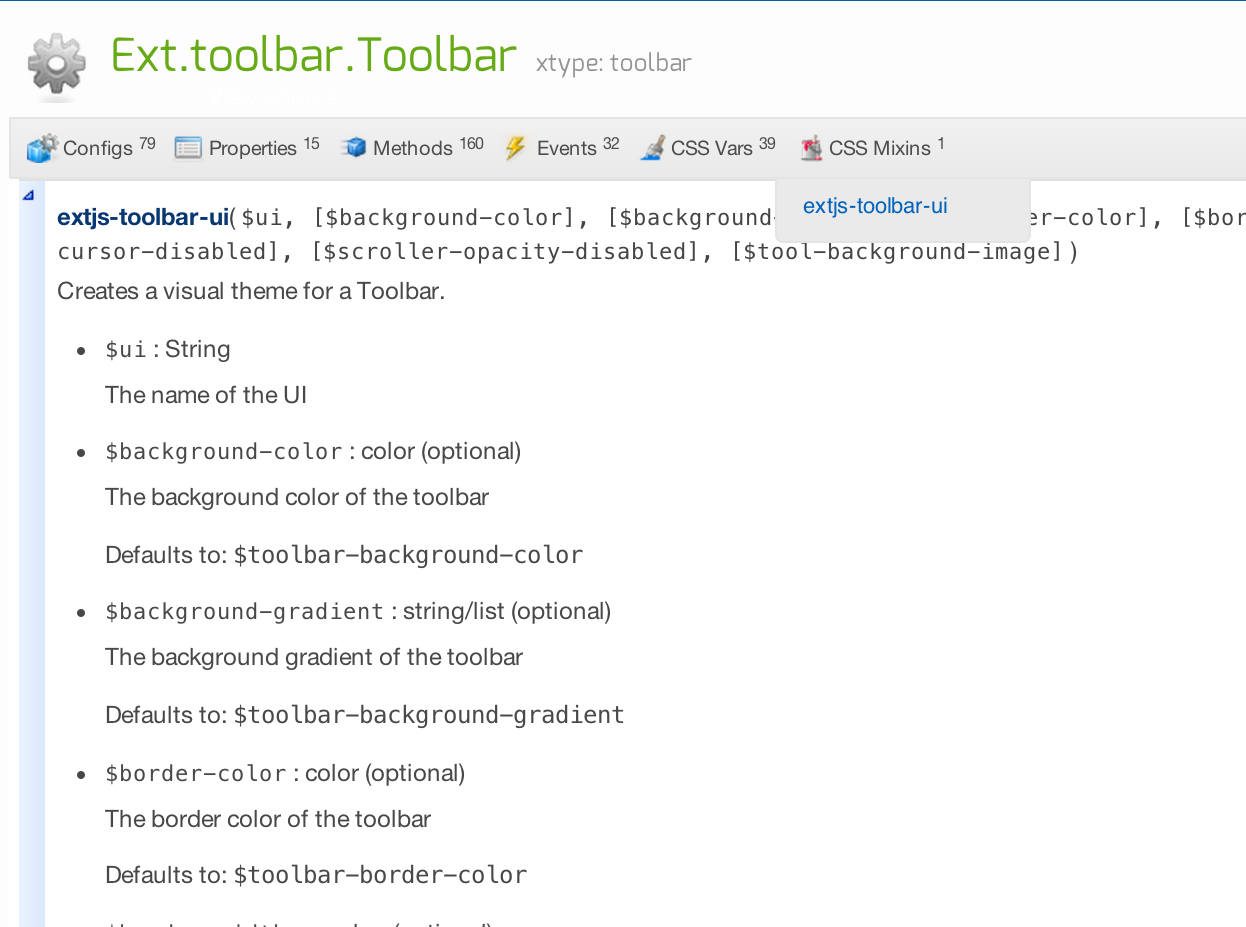 Ext.toolbar.Toolbar xtype: toolbar
Configs 79 Properties 15 Methods 160 Events 32 CSS Vars 39 CSS Mixins 1
extjs-toolbar-ui
extjs-toolbar-ui( $ui, [$background-color], [$background- er-color], [$bor
cursor-disabled], [$scroller-opacity-disabled], [$tool-background-image] )
Creates a visual theme for a Toolbar.
• $ui : String
The name of the UI
• $background-color : color (optional)
The background color of the toolbar
Defaults to: $toolbar-background-color
• $background-gradient : string/list (optional)
The background gradient of the toolbar
Defaults to: $toolbar-background-gradient
• $border-color : color (optional)
The border color of the toolbar
Defaults to: $toolbar-border-color